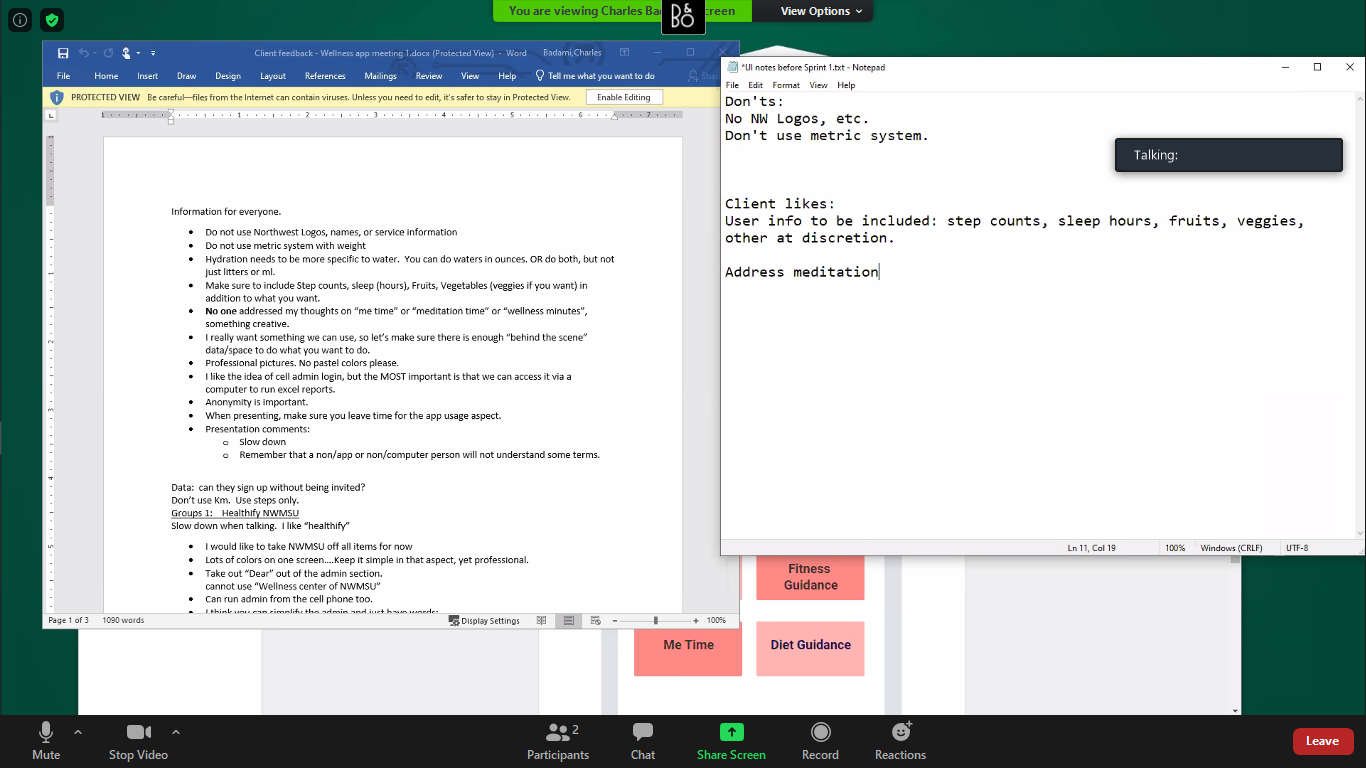 You are viewing Charles Bad
screen
B&
BO
View Options
Client feedback - Wellness app meeting 1.docx (Protected View) - Word
Badami,Charles
File Home Insert Draw Design Layout References Mailings Review View Help Tell me what you want to do Shar
PROTECTED VIEW Be careful—files from the Internet can contain viruses. Unless you need to edit, it's safer to stay in Protected View. Enable Editing
1 1 2 3 4 5 6 7
Information for everyone.
• Do not use Northwest Logos, names, or service information
• Do not use metric system with weight
• Hydration needs to be more specific to water. You can do waters in ounces. OR do both, but not
just litters or ml.
• Make sure to include Step counts, sleep (hours), Fruits, Vegetables (veggies if you want) in
addition to what you want.
• No one addressed my thoughts on “me time” or “meditation time” or “wellness minutes”,
something creative.
• I really want something we can use, so let’s make sure there is enough “behind the scene”
data/space to do what you want to do.
• Professional pictures. No pastel colors please.
• I like the idea of cell admin login, but the MOST important is that we can access it via a
computer to run excel reports.
• Anonymity is important.
• When presenting, make sure you leave time for the app usage aspect.
• Presentation comments:
o Slow down
o Remember that a non/app or non/computer person will not understand some terms.
Data: can they sign up without being invited?
Don’t use Km. Use steps only.
Groups 1: Healthify NWMSU
Slow down when talking. I like “healthify”
• I would like to take NWMSU off all items for now
• Lots of colors on one screen….Keep it simple in that aspect, yet professional.
• Take out “Dear” out of the admin section.
cannot use “Wellness center of NWMSU”
• Can run admin from the cell phone too.
• I think you can simplify the admin and just have words:
Page 1 of 3 1090 words Display Settings 100%
*UI notes before Sprint 1.txt - Notepad
File Edit Format View Help
Don'ts:
No NW Logos, etc.
Don't use metric system.
Talking:
Client likes:
User info to be included: step counts, sleep hours, fruits, veggies,
other at discretion.
Address meditation
Ln 11, Col 19 100% Windows (CRLF) UTF-8
Fitness
Guidance
Me Time
Diet Guidance
Mute
Stop Video
2
Participants
Chat
Share Screen
Record
Reactions
Leave